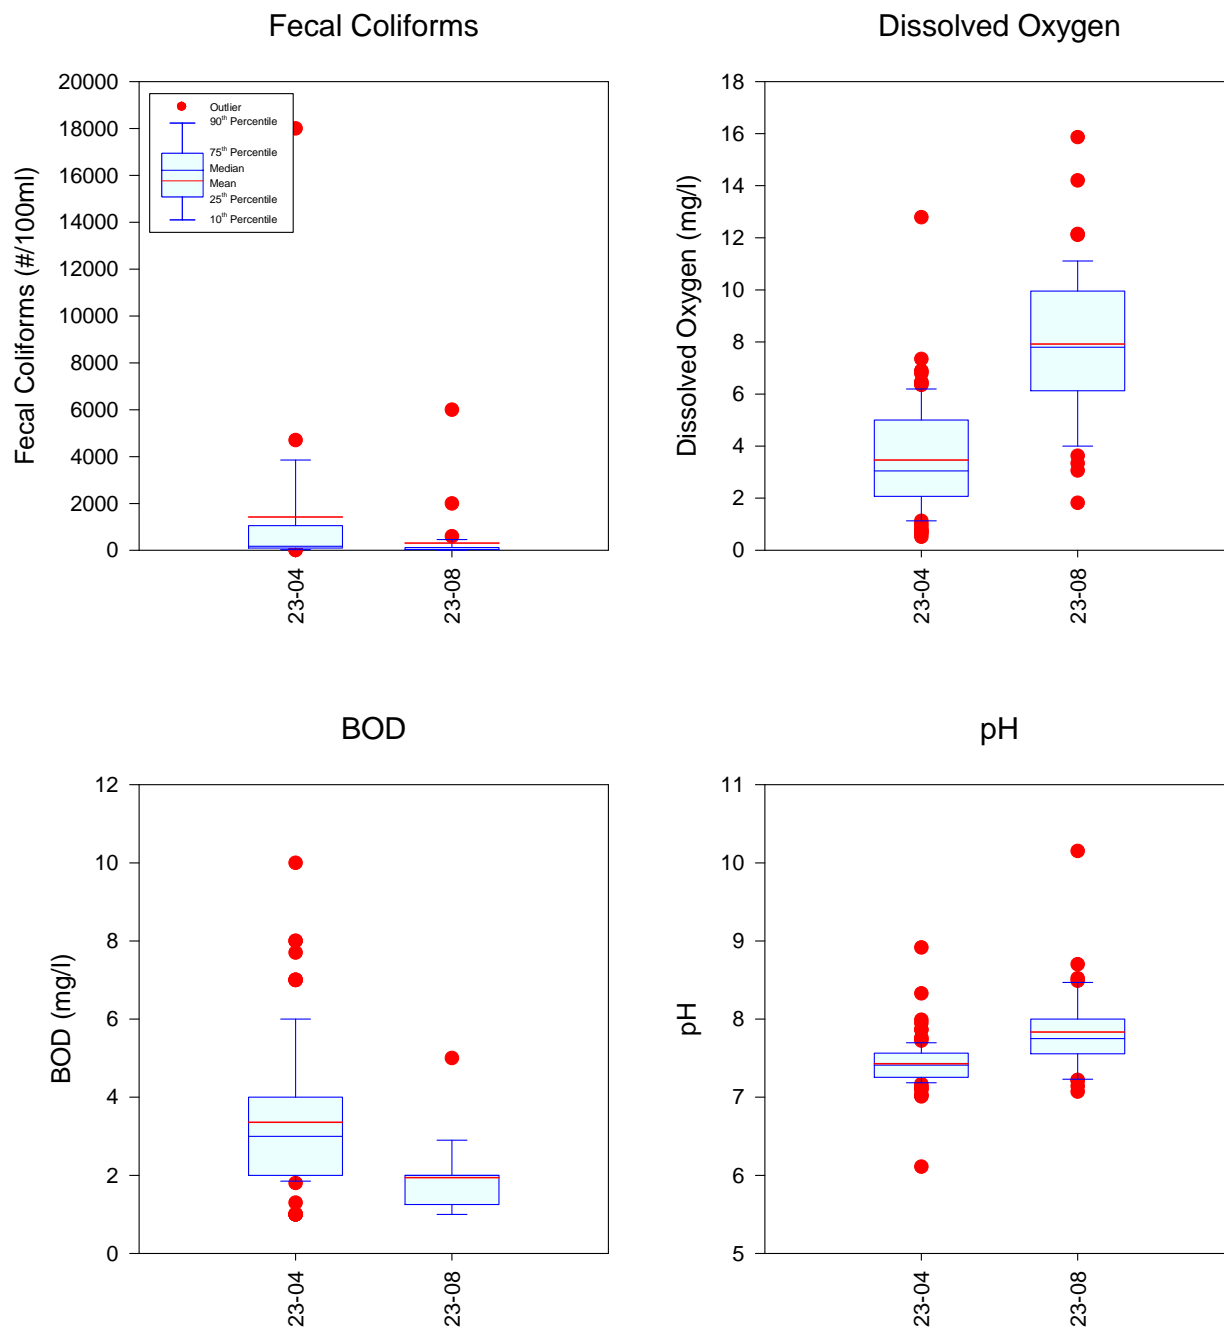 Fecal Coliforms
20000
18000
16000
14000
12000
10000
8000
6000
4000
2000
0
Fecal Coliforms (#/100ml)
Outlier
90th Percentile
75th Percentile
Median
Mean
25th Percentile
10th Percentile
23-04
23-08
Dissolved Oxygen
18
16
14
12
10
8
6
4
2
0
Dissolved Oxygen (mg/l)
23-04
23-08
BOD
12
10
8
6
4
2
0
BOD (mg/l)
23-04
23-08
pH
11
10
9
8
7
6
5
pH
23-04
23-08